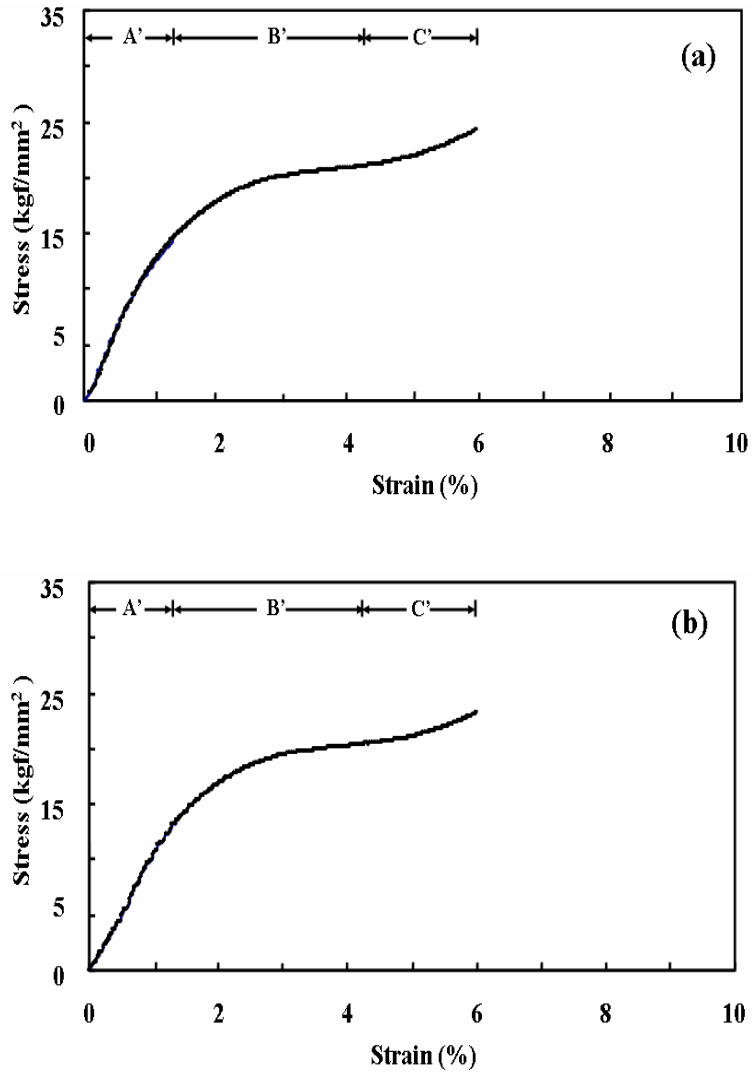 35
A’ B’ C’
(a)
25
15
5
0
Stress (kgf/mm²)
0 2 4 6 8 10
Strain (%)
35
A’ B’ C’
(b)
25
15
5
0
Stress (kgf/mm²)
0 2 4 6 8 10
Strain (%)